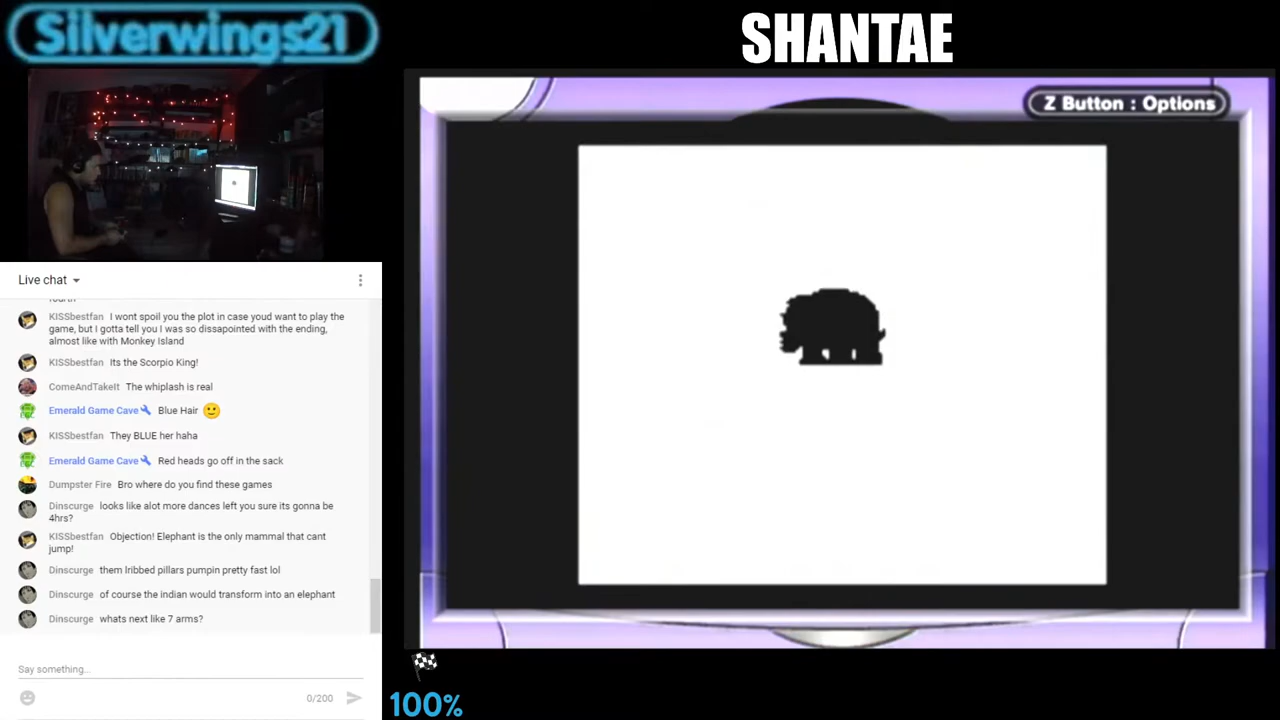 Silverwings21
SHANTAE
Z Button : Options
Live chat
KISSbestfan I wont spoil you the plot in case youd want to play the
game, but I gotta tell you I was so dissapointed with the ending,
almost like with Monkey Island
KISSbestfan Its the Scorpio King!
ComeAndTakeIt The whiplash is real
Emerald Game Cave Blue Hair
KISSbestfan They BLUE her haha
Emerald Game Cave Red heads go off in the sack
Dumpster Fire Bro where do you find these games
Dinscurge looks like alot more dances left you sure its gonna be
4hrs?
KISSbestfan Objection! Elephant is the only mammal that cant
jump!
Dinscurge them lribbed pillars pumpin pretty fast lol
Dinscurge of course the indian would transform into an elephant
Dinscurge whats next like 7 arms?
Say something...
0/200
100%